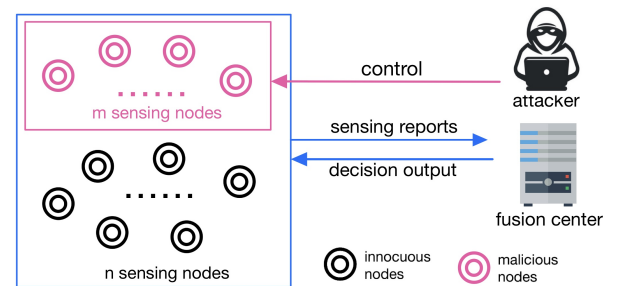 control
attacker
m sensing nodes
sensing reports
decision output
fusion center
n sensing nodes
innocuous
nodes
malicious
nodes